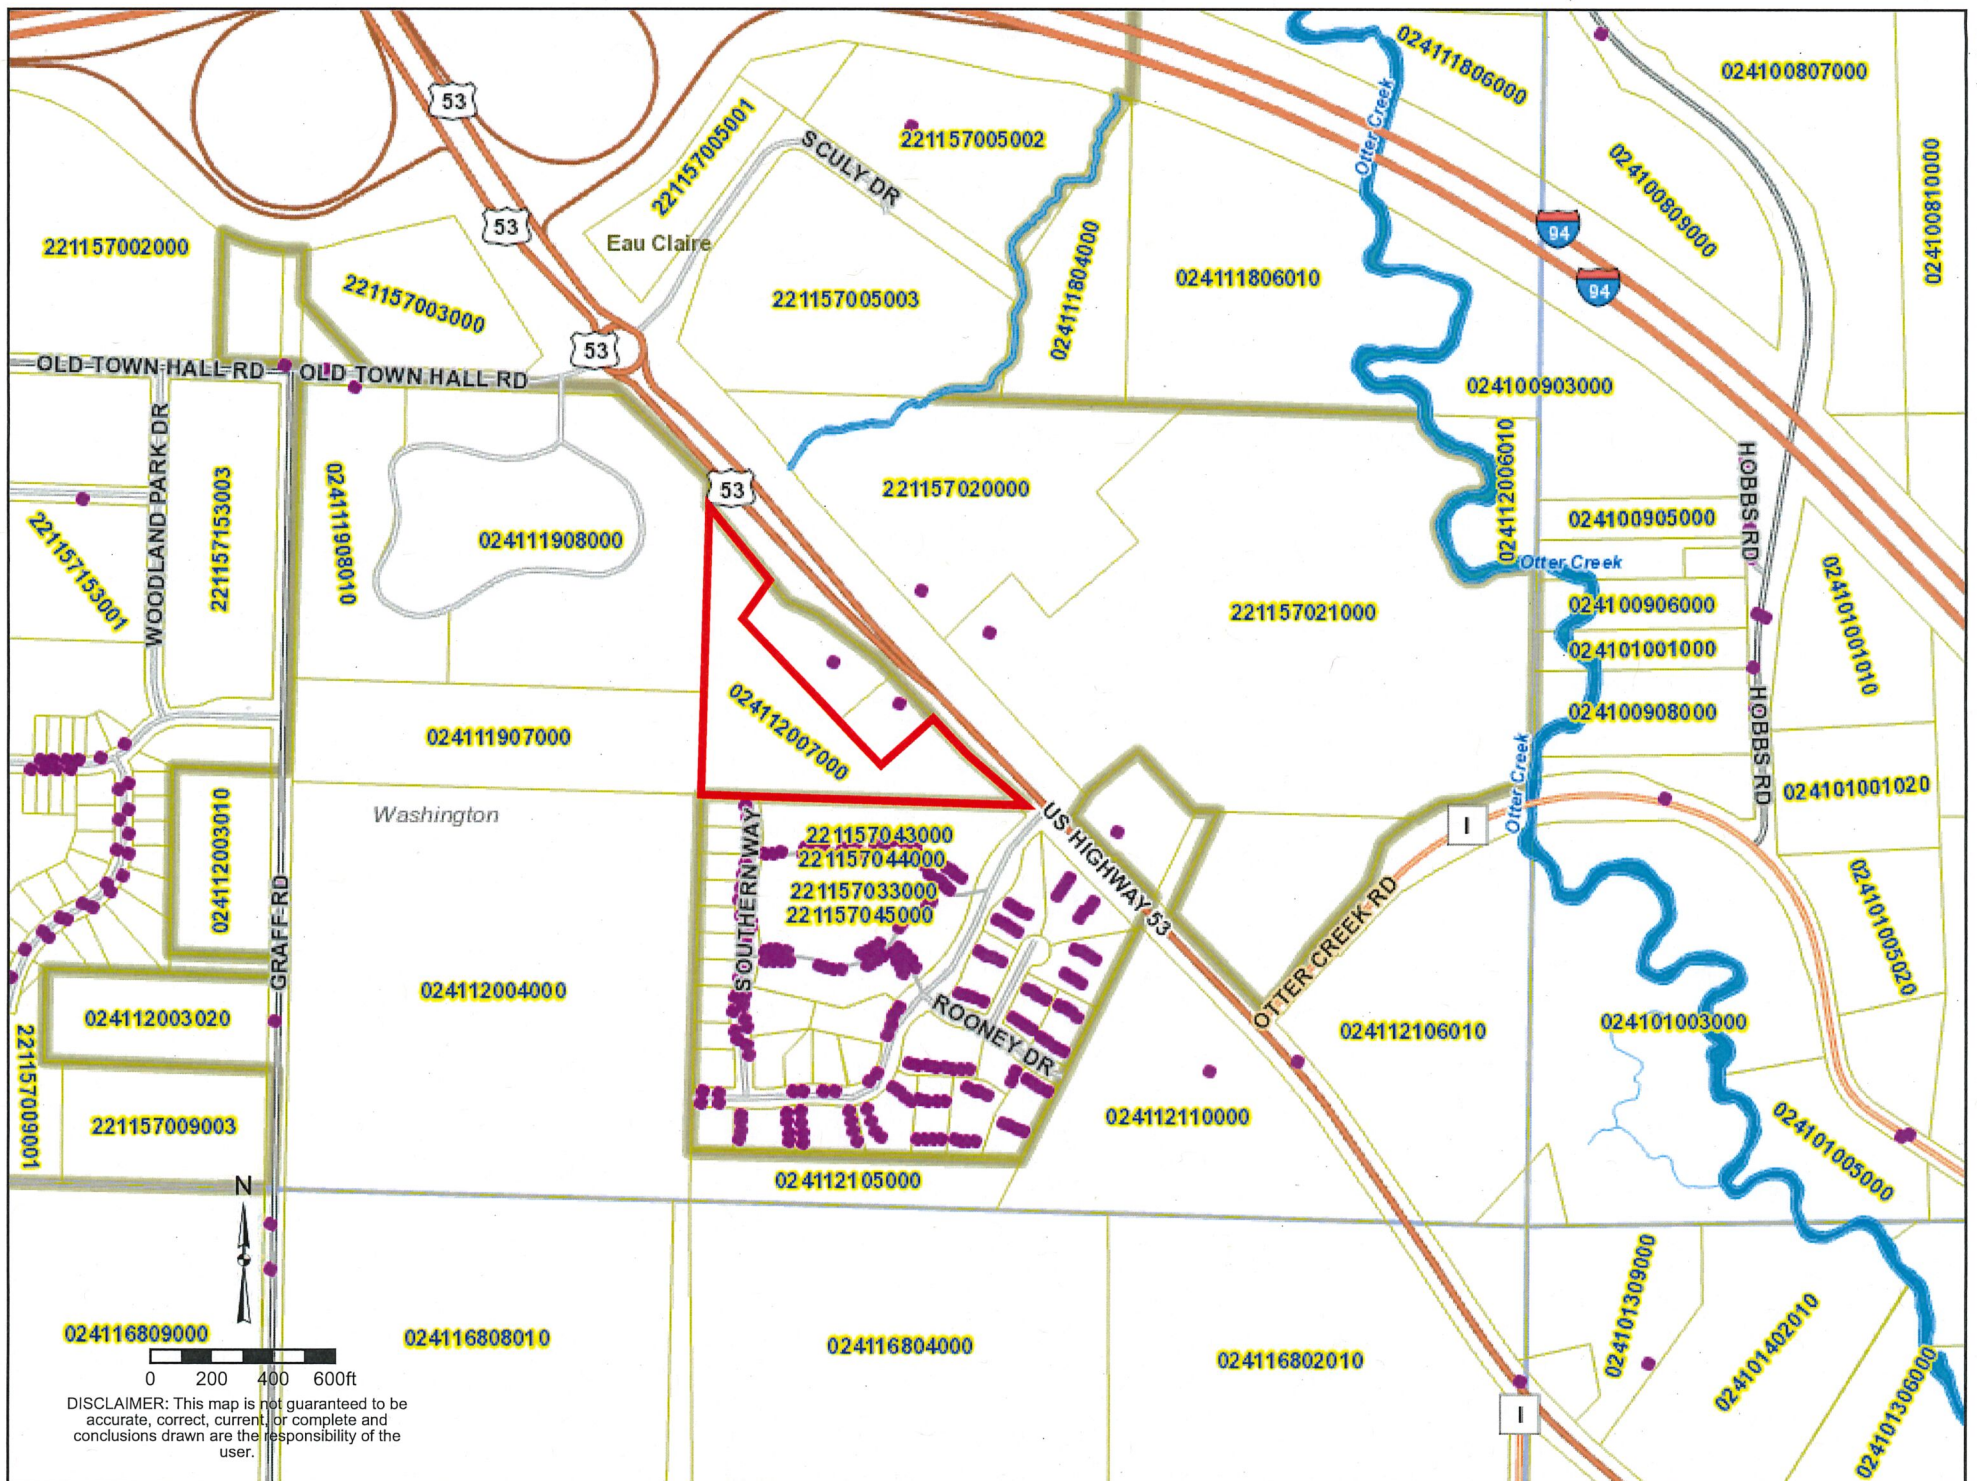 024111806000
024100807000
53
Otter Creek
221157005001
221157005002
SCULY DR
024100809000
024100810000
53
94
221157002000
Eau Claire
024111804000
024111806010
94
221157003000
221157005003
53
OLD TOWN HALL RD
OLD TOWN HALL RD
024100903000
WOODLAND PARK DR
221157153003
024111908010
53
221157020000
024112006010
HOBBS RD
221157153001
024111908000
024100905000
Otter Creek
024101001010
221157021000
024100906000
024101001000
024111907000
024112007000
024100908000
HOBBS RD
Otter Creek
024101001020
Washington
024112003010
US HIGHWAY 53
I
221157043000
221157044000
221157033000
221157045000
SOUTHERN WAY
GRAFF RD
OTTER CREEK RD
024101005020
024112004000
024112003020
ROONEY DR
024112106010
024101003000
221157009001
221157009003
024112110000
024101005000
024112105000
N
024116809000
024116808010
024116804000
024116802010
024101309000
024101402010
024101306000
0 200 400 600ft
I
DISCLAIMER: This map is not guaranteed to be
accurate, correct, current, or complete and
conclusions drawn are the responsibility of the
user.